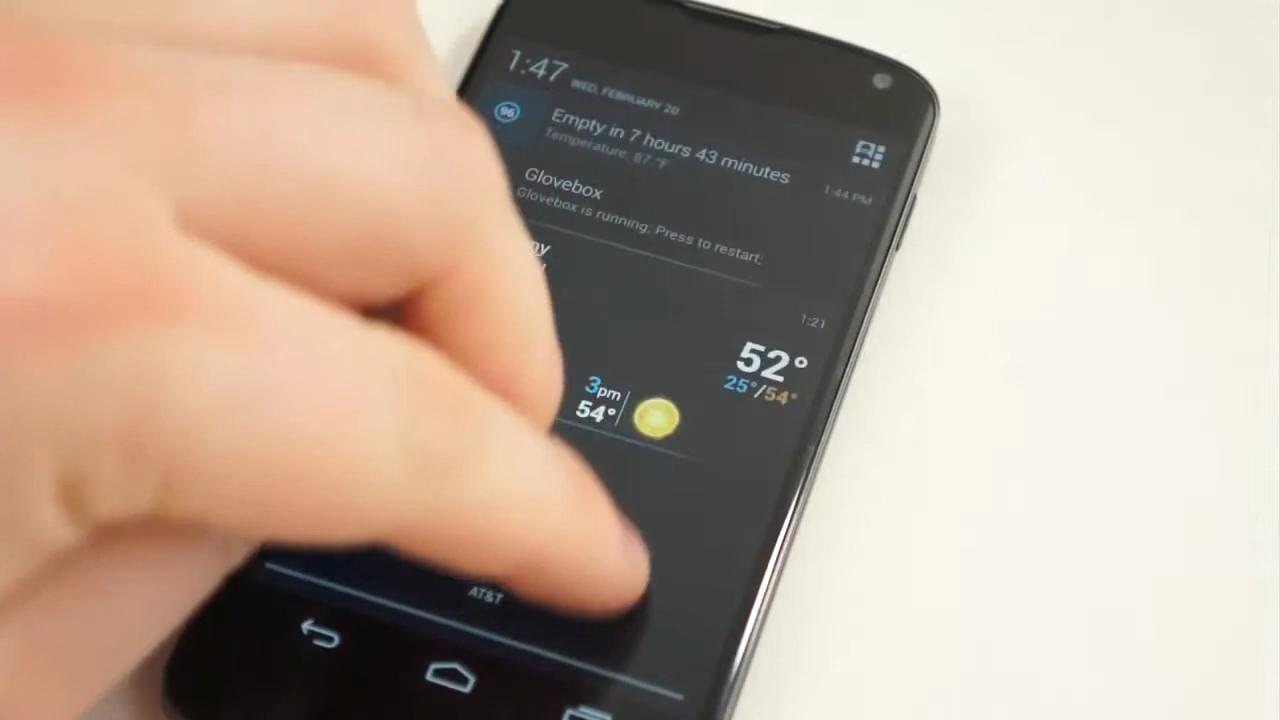 1:47 WED, FEBRUARY 20
96
Empty in 7 hours 43 minutes
Temperature: 87 °F
1:44 PM
Glovebox
Glovebox is running; Press to restart;
1:21
52°
25°/54°
3pm
54°
AT&T